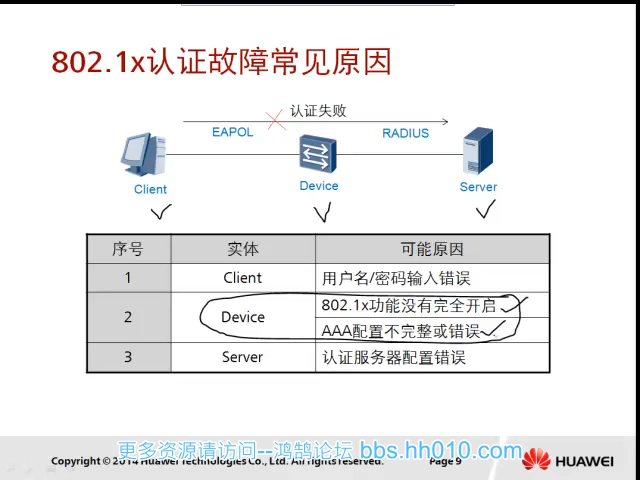 802.1x认证故障常见原因
认证失败
EAPOL
RADIUS
Client
Device
Server
序号 实体 可能原因
1 Client 用户名/密码输入错误
2 Device 802.1x功能没有完全开启
AAA配置不完整或错误
3 Server 认证服务器配置错误
更多资源请访问--鸿鹄论坛 bbs.hh010.com
Copyright © 2014 Huawei Technologies Co., Ltd. All rights reserved.
Page 9
HUAWEI